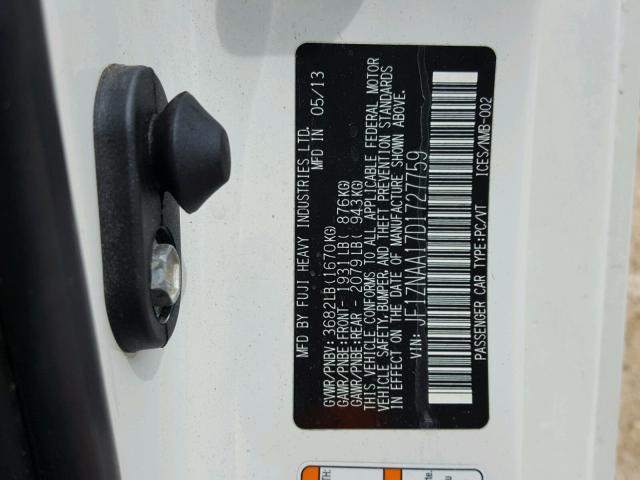 MFD BY FUJI HEAVY INDUSTRIES LTD.
MFD IN 05/13
GVWR/PNBV: 3682LB(1670KG)
GAWR/PNBE:FRONT- 1931LB( 876KG)
GAWR/PNBE:REAR- 2079LB( 943KG)
THIS VEHICLE CONFORMS TO ALL APPLICABLE FEDERAL MOTOR
VEHICLE SAFETY,BUMPER, AND THEFT PREVENTION STANDARDS
IN EFFECT ON THE DATE OF MANUFACTURE SHOWN ABOVE.
VIN: JF1ZNAA17D1727759
PASSENGER CAR TYPE:PC/VT ICES/NMB-002
TH:
te.